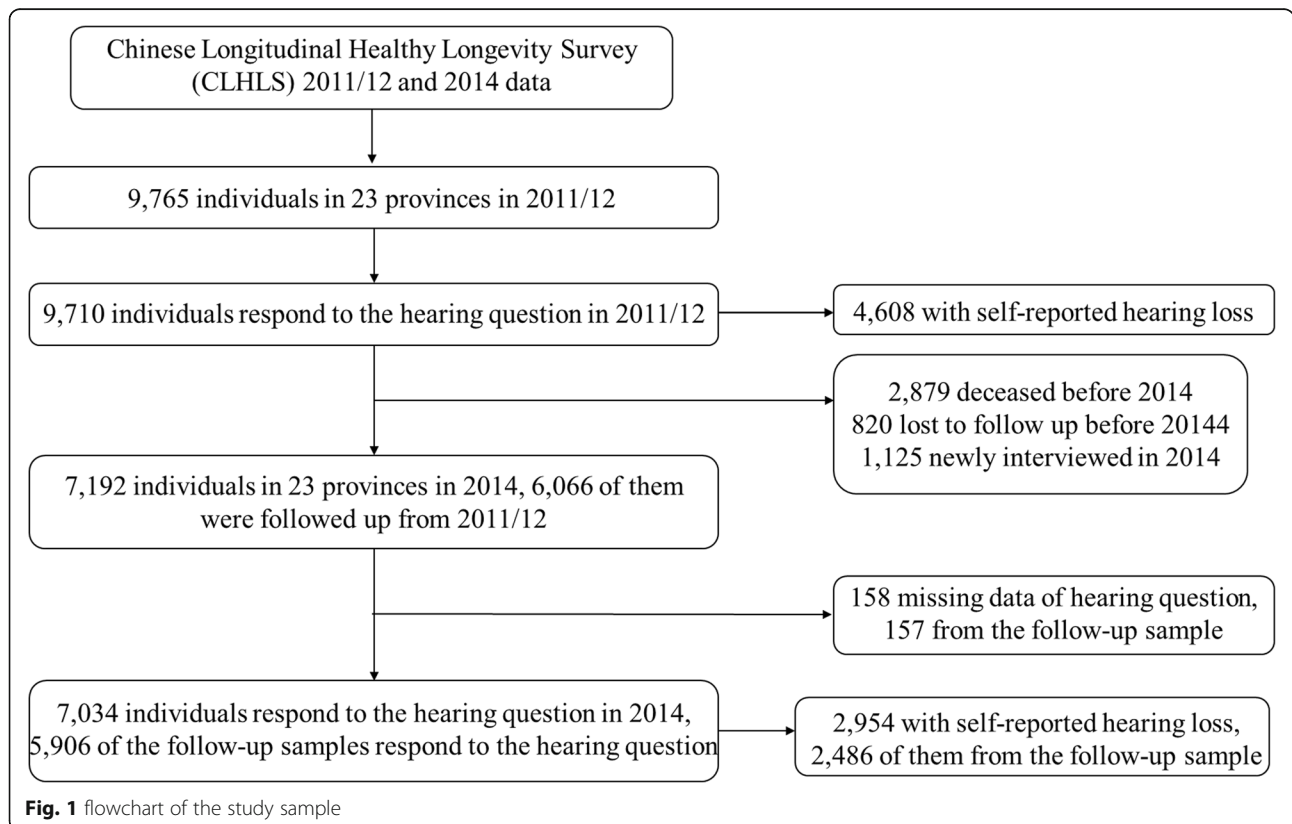 Chinese Longitudinal Healthy Longevity Survey
(CLHLS) 2011/12 and 2014 data
9,765 individuals in 23 provinces in 2011/12
9,710 individuals respond to the hearing question in 2011/12
4,608 with self-reported hearing loss
2,879 deceased before 2014
820 lost to follow up before 20144
1,125 newly interviewed in 2014
7,192 individuals in 23 provinces in 2014, 6,066 of them
were followed up from 2011/12
158 missing data of hearing question,
157 from the follow-up sample
7,034 individuals respond to the hearing question in 2014,
5,906 of the follow-up samples respond to the hearing question
2,954 with self-reported hearing loss,
2,486 of them from the follow-up sample
Fig. 1 flowchart of the study sample